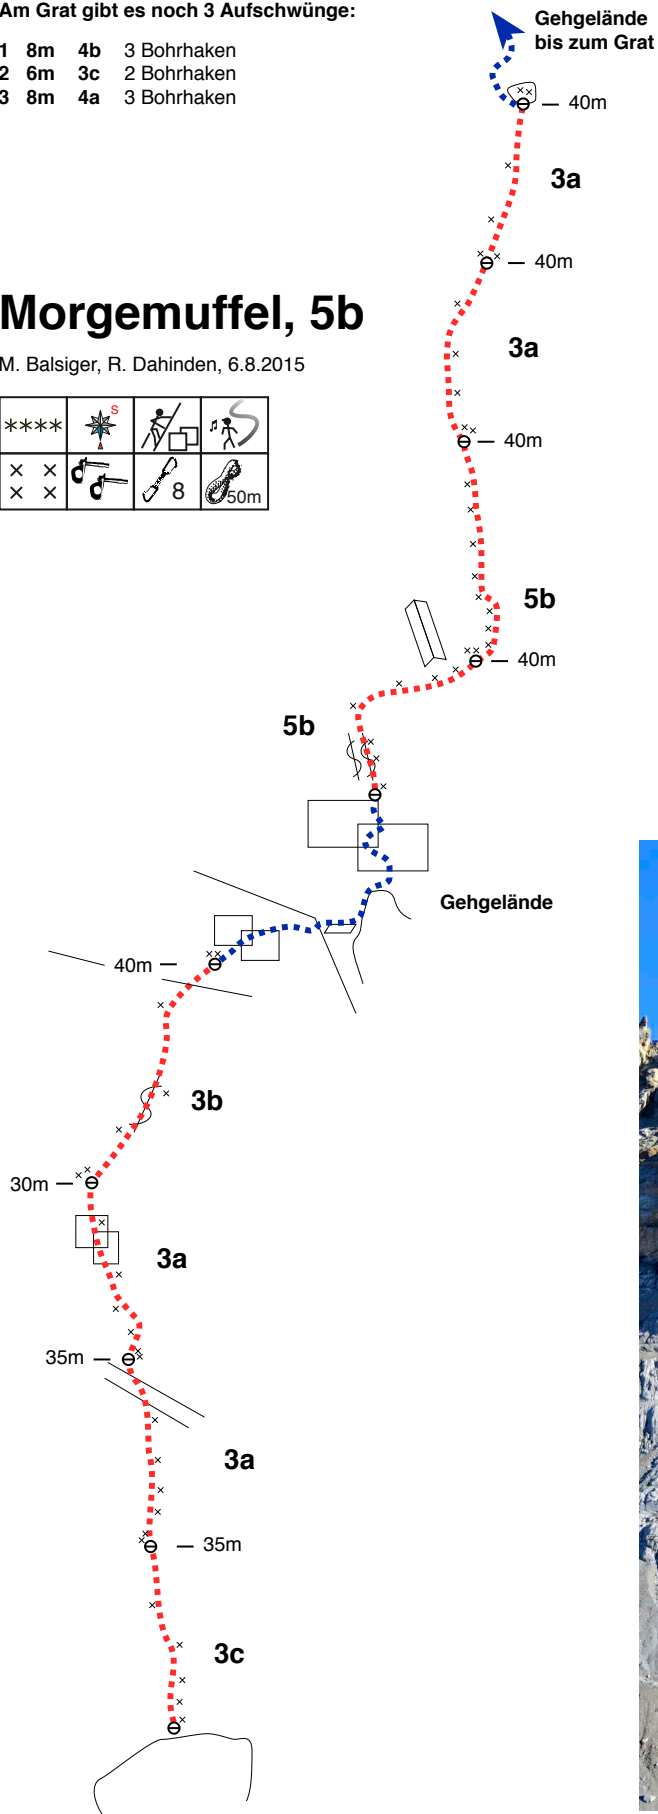 Am Grat gibt es noch 3 Aufschwünge:
1 8m 4b 3 Bohrhaken
2 6m 3c 2 Bohrhaken
3 8m 4a 3 Bohrhaken
Gehgelände
bis zum Grat
40m
3a
40m
Morgemuffel, 5b
M. Balsiger, R. Dahinden, 6.8.2015
3a
S
8
50m
40m
5b
40m
5b
Gehgelände
40m
3b
30m
3a
35m
3a
35m
3c